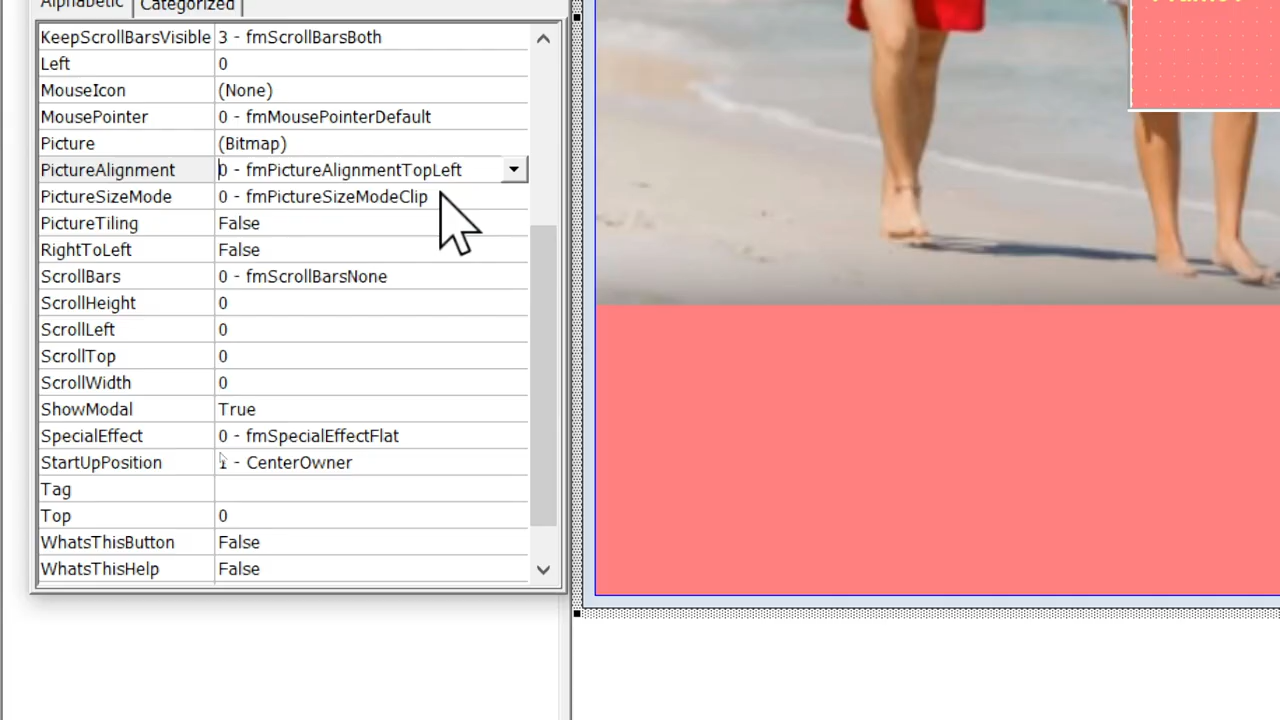 Alphabetic Categorized
KeepScrollBarsVisible 3 - fmScrollBarsBoth
Left 0
MouseIcon (None)
MousePointer 0 - fmMousePointerDefault
Picture (Bitmap)
PictureAlignment 0 - fmPictureAlignmentTopLeft
PictureSizeMode 0 - fmPictureSizeModeClip
PictureTiling False
RightToLeft False
ScrollBars 0 - fmScrollBarsNone
ScrollHeight 0
ScrollLeft 0
ScrollTop 0
ScrollWidth 0
ShowModal True
SpecialEffect 0 - fmSpecialEffectFlat
StartUpPosition 1 - CenterOwner
Tag
Top 0
WhatsThisButton False
WhatsThisHelp False